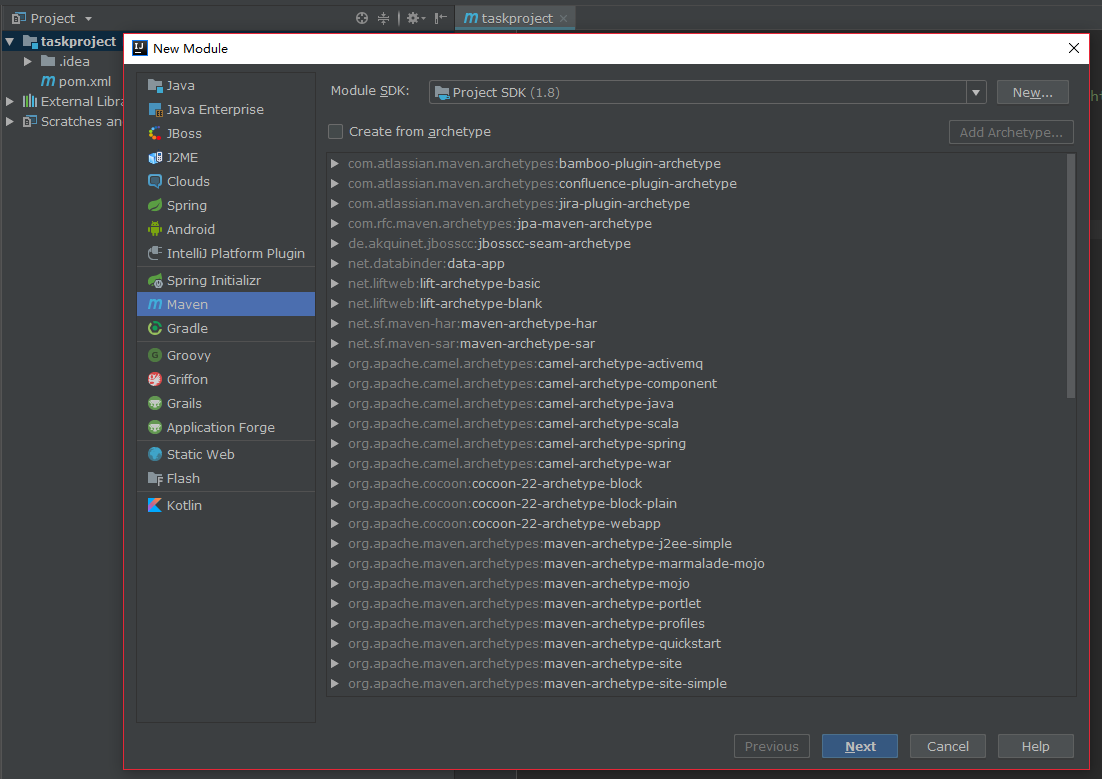 Project
taskproject
taskproject
.idea
pom.xml
External Libra
Scratches an
New Module
Java
Java Enterprise
JBoss
J2ME
Clouds
Spring
Android
IntelliJ Platform Plugin
Spring Initializr
Maven
Gradle
Groovy
Griffon
Grails
Application Forge
Static Web
Flash
Kotlin
Module SDK: Project SDK (1.8) New...
Create from archetype Add Archetype...
com.atlassian.maven.archetypes:bamboo-plugin-archetype
com.atlassian.maven.archetypes:confluence-plugin-archetype
com.atlassian.maven.archetypes:jira-plugin-archetype
com.rfc.maven.archetypes:jpa-maven-archetype
de.akquinet.jbosscc:jbosscc-seam-archetype
net.databinder:data-app
net.liftweb:lift-archetype-basic
net.liftweb:lift-archetype-blank
net.sf.maven-har:maven-archetype-har
net.sf.maven-sar:maven-archetype-sar
org.apache.camel.archetypes:camel-archetype-activemq
org.apache.camel.archetypes:camel-archetype-component
org.apache.camel.archetypes:camel-archetype-java
org.apache.camel.archetypes:camel-archetype-scala
org.apache.camel.archetypes:camel-archetype-spring
org.apache.camel.archetypes:camel-archetype-war
org.apache.cocoon:cocoon-22-archetype-block
org.apache.cocoon:cocoon-22-archetype-block-plain
org.apache.cocoon:cocoon-22-archetype-webapp
org.apache.maven.archetypes:maven-archetype-j2ee-simple
org.apache.maven.archetypes:maven-archetype-marmalade-mojo
org.apache.maven.archetypes:maven-archetype-mojo
org.apache.maven.archetypes:maven-archetype-portlet
org.apache.maven.archetypes:maven-archetype-profiles
org.apache.maven.archetypes:maven-archetype-quickstart
org.apache.maven.archetypes:maven-archetype-site
org.apache.maven.archetypes:maven-archetype-site-simple
Previous Next Cancel Help